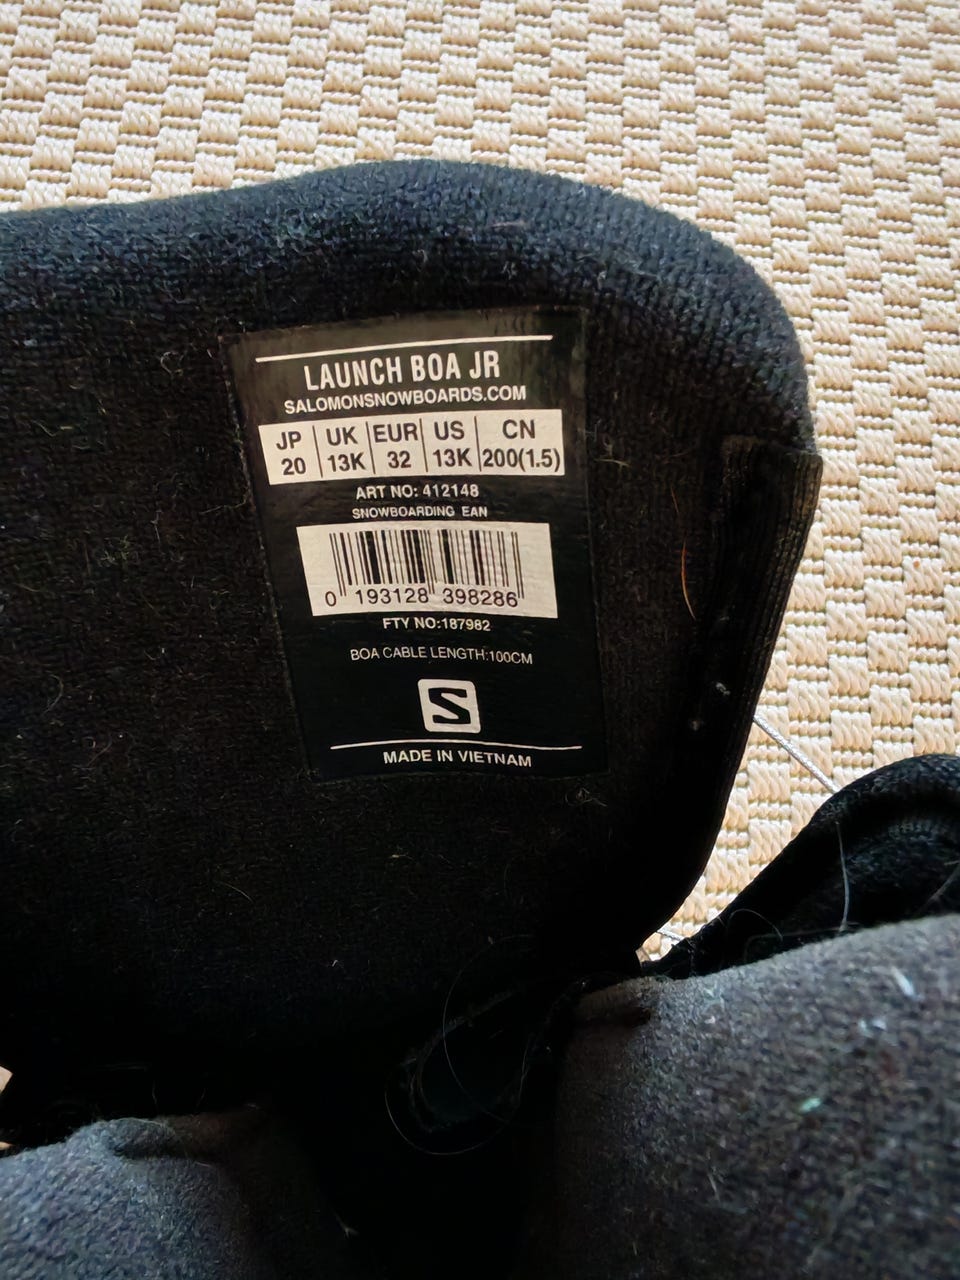 LAUNCH BOA JR
SALOMONSNOWBOARDS.COM
JP UK EUR US CN
20 13K 32 13K 200(1.5)
ART NO: 412148
SNOWBOARDING EAN
0 193128 398286
FTY NO:187982
BOA CABLE LENGTH:100CM
S
MADE IN VIETNAM